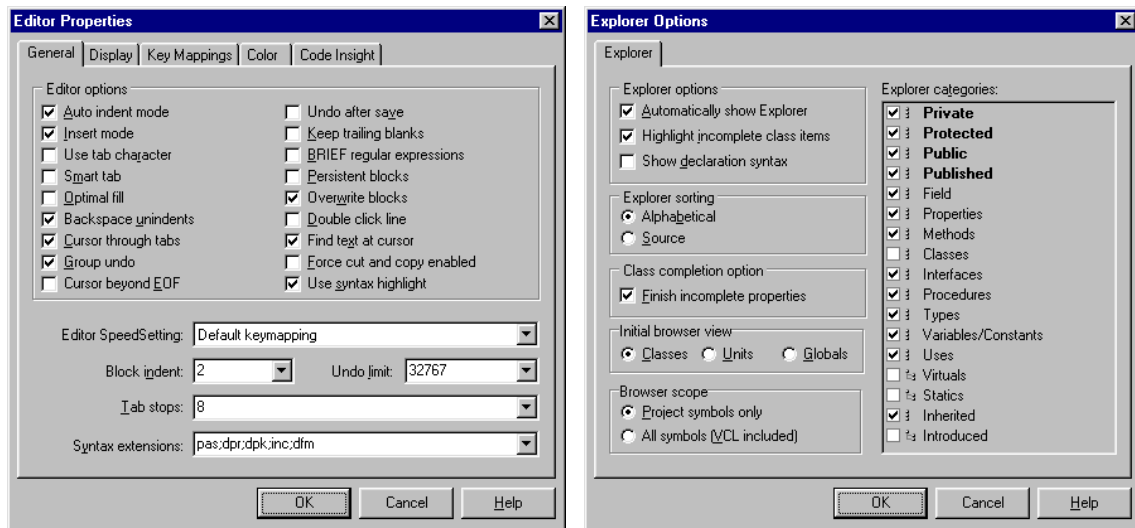 Editor Properties
General Display Key Mappings Color Code Insight
Editor options
Auto indent mode
Insert mode
Use tab character
Smart tab
Optimal fill
Backspace unindents
Cursor through tabs
Group undo
Cursor beyond EOF
Undo after save
Keep trailing blanks
BRIEF regular expressions
Persistent blocks
Overwrite blocks
Double click line
Find text at cursor
Force cut and copy enabled
Use syntax highlight
Editor SpeedSetting: Default keymapping
Block indent: 2 Undo limit: 32767
Tab stops: 8
Syntax extensions: pas;dpr;dpk;inc;dfm
OK Cancel Help
Explorer Options
Explorer
Explorer options
Automatically show Explorer
Highlight incomplete class items
Show declaration syntax
Explorer sorting
Alphabetical
Source
Class completion option
Finish incomplete properties
Initial browser view
Classes Units Globals
Browser scope
Project symbols only
All symbols (VCL included)
Explorer categories:
Private
Protected
Public
Published
Field
Properties
Methods
Classes
Interfaces
Procedures
Types
Variables/Constants
Uses
Virtuals
Statics
Inherited
Introduced
OK Cancel Help